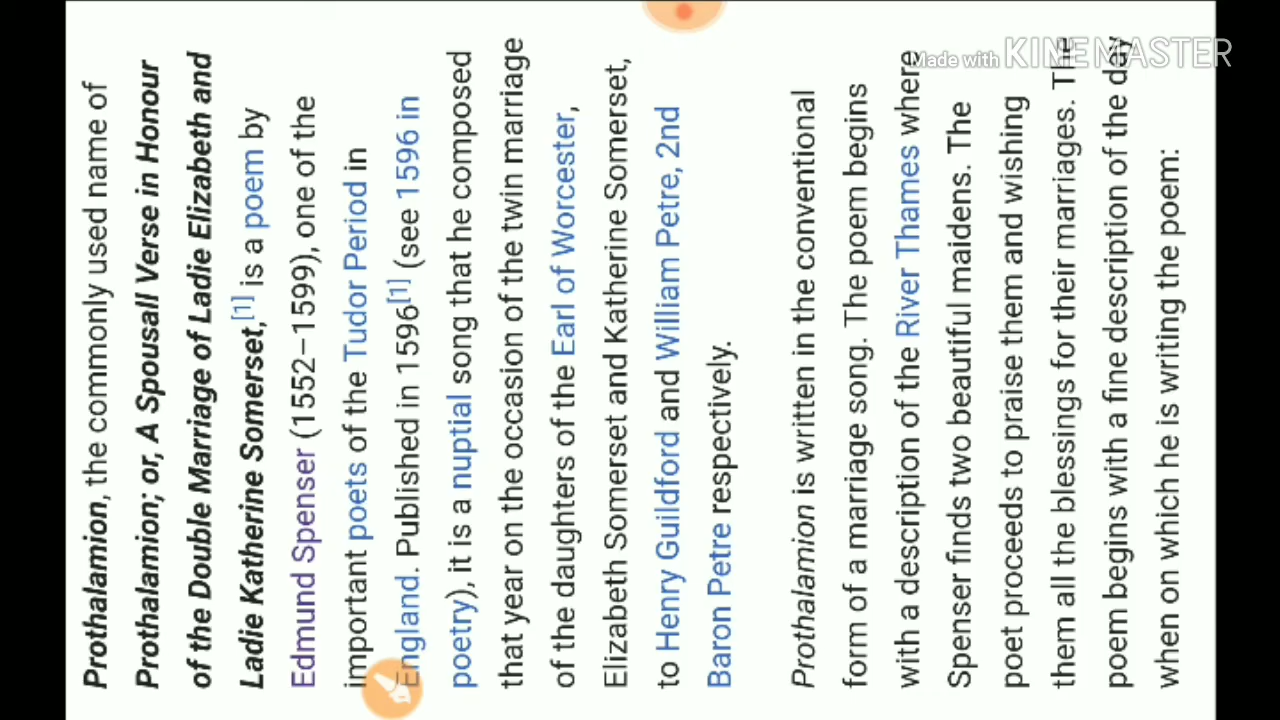 Prothalamion, the commonly used name of
Prothalamion; or, A Spousall Verse in Honour
of the Double Marriage of Ladie Elizabeth and
Ladie Katherine Somerset,[1] is a poem by
Edmund Spenser (1552–1599), one of the
important poets of the Tudor Period in
England. Published in 1596[1] (see 1596 in
poetry), it is a nuptial song that he composed
that year on the occasion of the twin marriage
of the daughters of the Earl of Worcester,
Elizabeth Somerset and Katherine Somerset,
to Henry Guildford and William Petre, 2nd
Baron Petre respectively.
Prothalamion is written in the conventional
form of a marriage song. The poem begins
with a description of the River Thames where
Spenser finds two beautiful maidens. The
poet proceeds to praise them and wishing
them all the blessings for their marriages. The
poem begins with a fine description of the day
when on which he is writing the poem:
Made with KINEMASTER